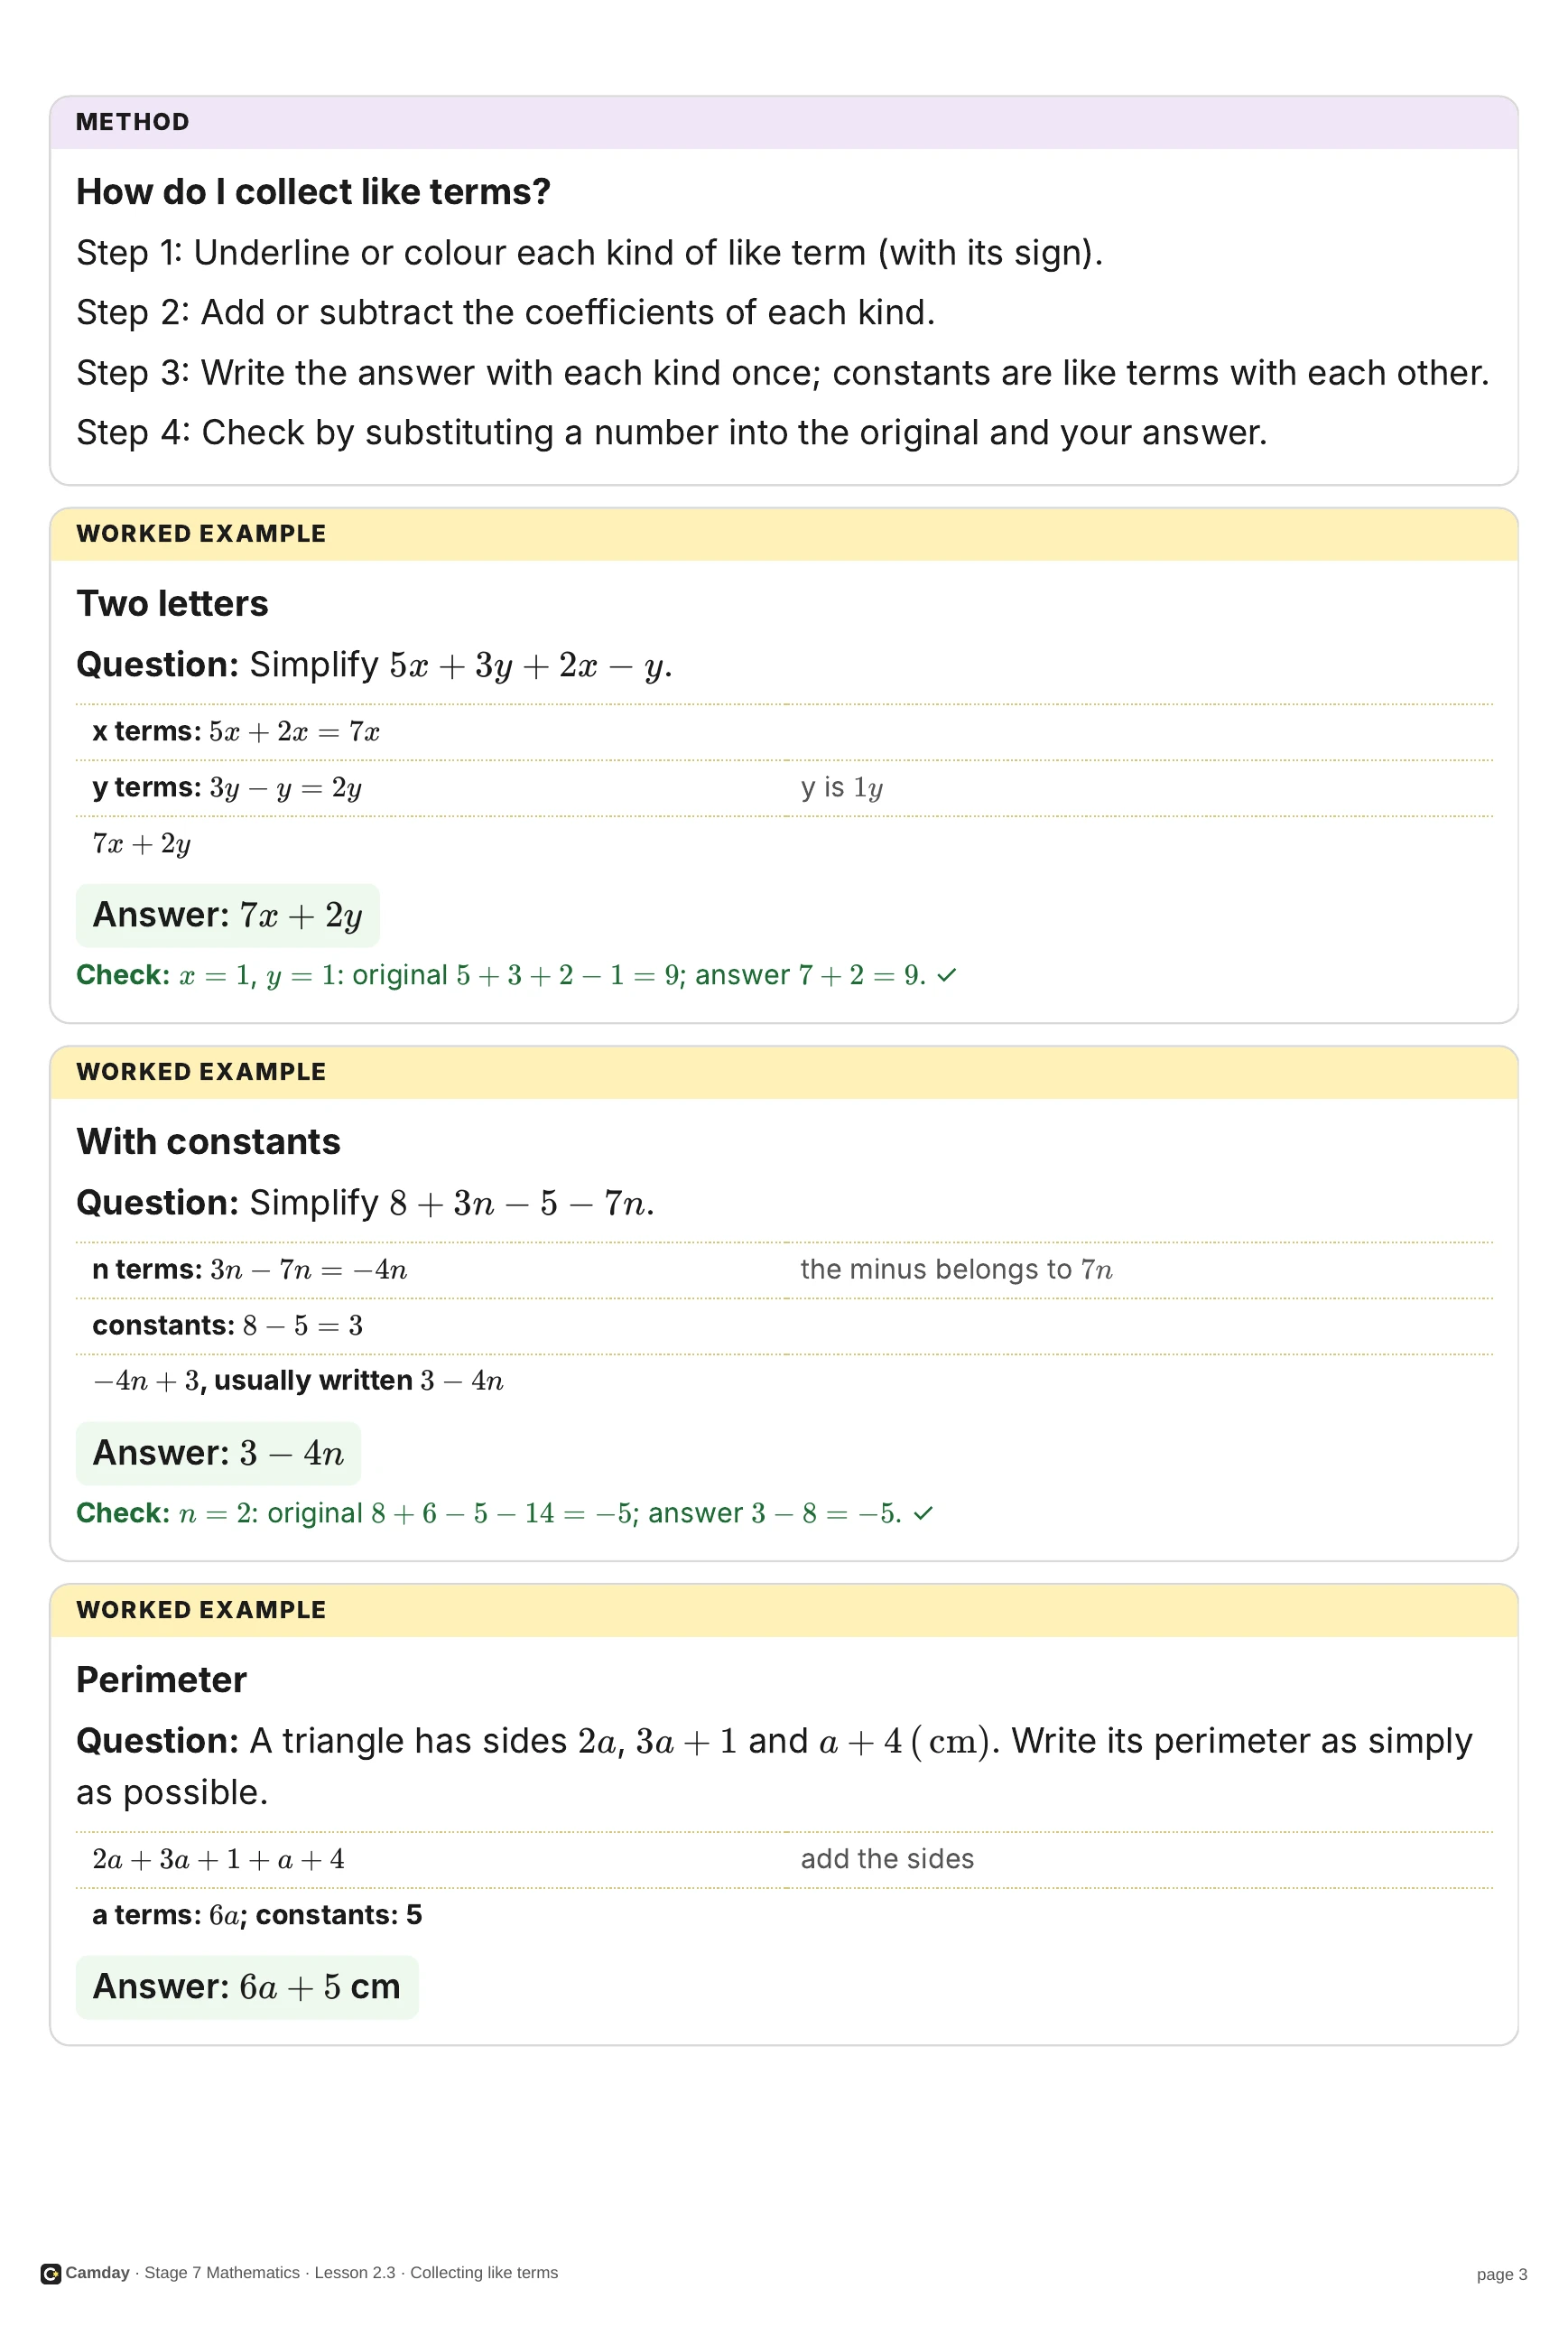 METHOD
How do I collect like terms?
Step 1: Underline or colour each kind of like term (with its sign).
Step 2: Add or subtract the coefficients of each kind.
Step 3: Write the answer with each kind once; constants are like terms with each other.
Step 4: Check by substituting a number into the original and your answer.
WORKED EXAMPLE
Two letters
Question: Simplify 5x + 3y + 2x − y.
x terms: 5x + 2x = 7x
y terms: 3y − y = 2y y is 1y
7x + 2y
Answer: 7x + 2y
Check: x = 1, y = 1: original 5 + 3 + 2 − 1 = 9; answer 7 + 2 = 9. ✓
WORKED EXAMPLE
With constants
Question: Simplify 8 + 3n − 5 − 7n.
n terms: 3n − 7n = −4n the minus belongs to 7n
constants: 8 − 5 = 3
−4n + 3, usually written 3 − 4n
Answer: 3 − 4n
Check: n = 2: original 8 + 6 − 5 − 14 = −5; answer 3 − 8 = −5. ✓
WORKED EXAMPLE
Perimeter
Question: A triangle has sides 2a, 3a + 1 and a + 4 ( cm). Write its perimeter as simply
as possible.
2a + 3a + 1 + a + 4 add the sides
a terms: 6a; constants: 5
Answer: 6a + 5 cm
Camday · Stage 7 Mathematics · Lesson 2.3 · Collecting like terms page 3